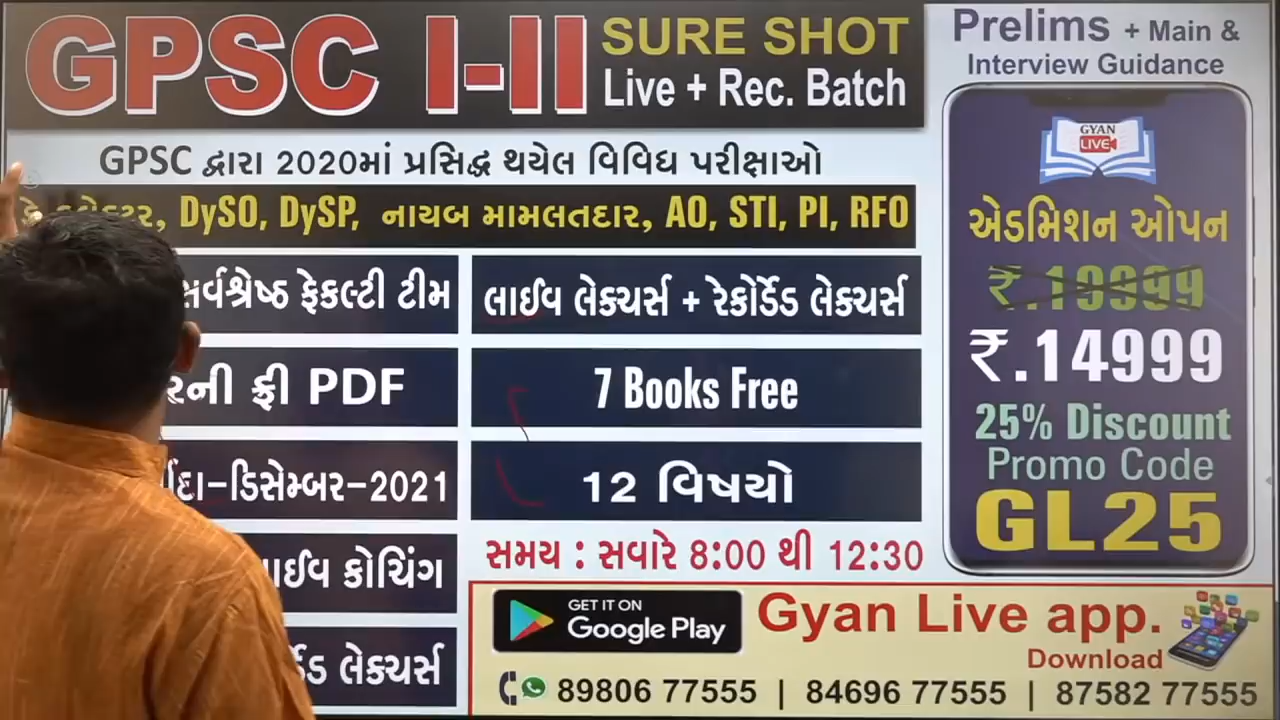 GPSC I-II
SURE SHOT
Live + Rec. Batch
GPSC દ્વારા 2020માં પ્રસિદ્ધ થયેલ વિવિધ પરીક્ષાઓ
DySO, DySP, નાયબ મામલતદાર, AO, STI, PI, RFO
સર્વશ્રેષ્ઠ ફેકલ્ટી ટીમ
ફ્રી PDF
ડિસેમ્બર-2021
કોચિંગ
લેક્ચર્સ
લાઈવ લેક્ચર્સ + રેકોર્ડેડ લેક્ચર્સ
7 Books Free
12 વિષયો
સમય : સવારે 8:00 થી 12:30
Prelims + Main &
Interview Guidance
GYAN
LIVE
એડમિશન ઓપન
₹.19999
₹.14999
25% Discount
Promo Code
GL25
GET IT ON
Google Play
Gyan Live app.
Download
89806 77555 | 84696 77555 | 87582 77555